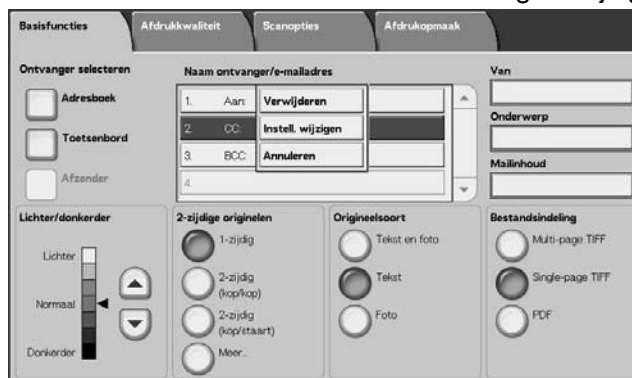 Basisfuncties
Afdrukkwaliteit
Scanopties
Afdrukopmaak
Ontvanger selecteren
Naam ontvanger/e-mailadres
Van
Adresboek
1. Aan: Verwijderen
Onderwerp
Toetsenbord
2 CC: Instell. wijzigen
3. BCC: Annuleren
Mailinhoud
Afzender
4.
Lichter/donkerder
2-zijdige originelen
Origineelsoort
Bestandsindeling
1-zijdig
Tekst en foto
Multi-page TIFF
Lichter
2-zijdig
(kop/kop)
Tekst
Single-page TIFF
Normaal
2-zijdig
(kop/staart)
Foto
PDF
Donkerder
Meer...